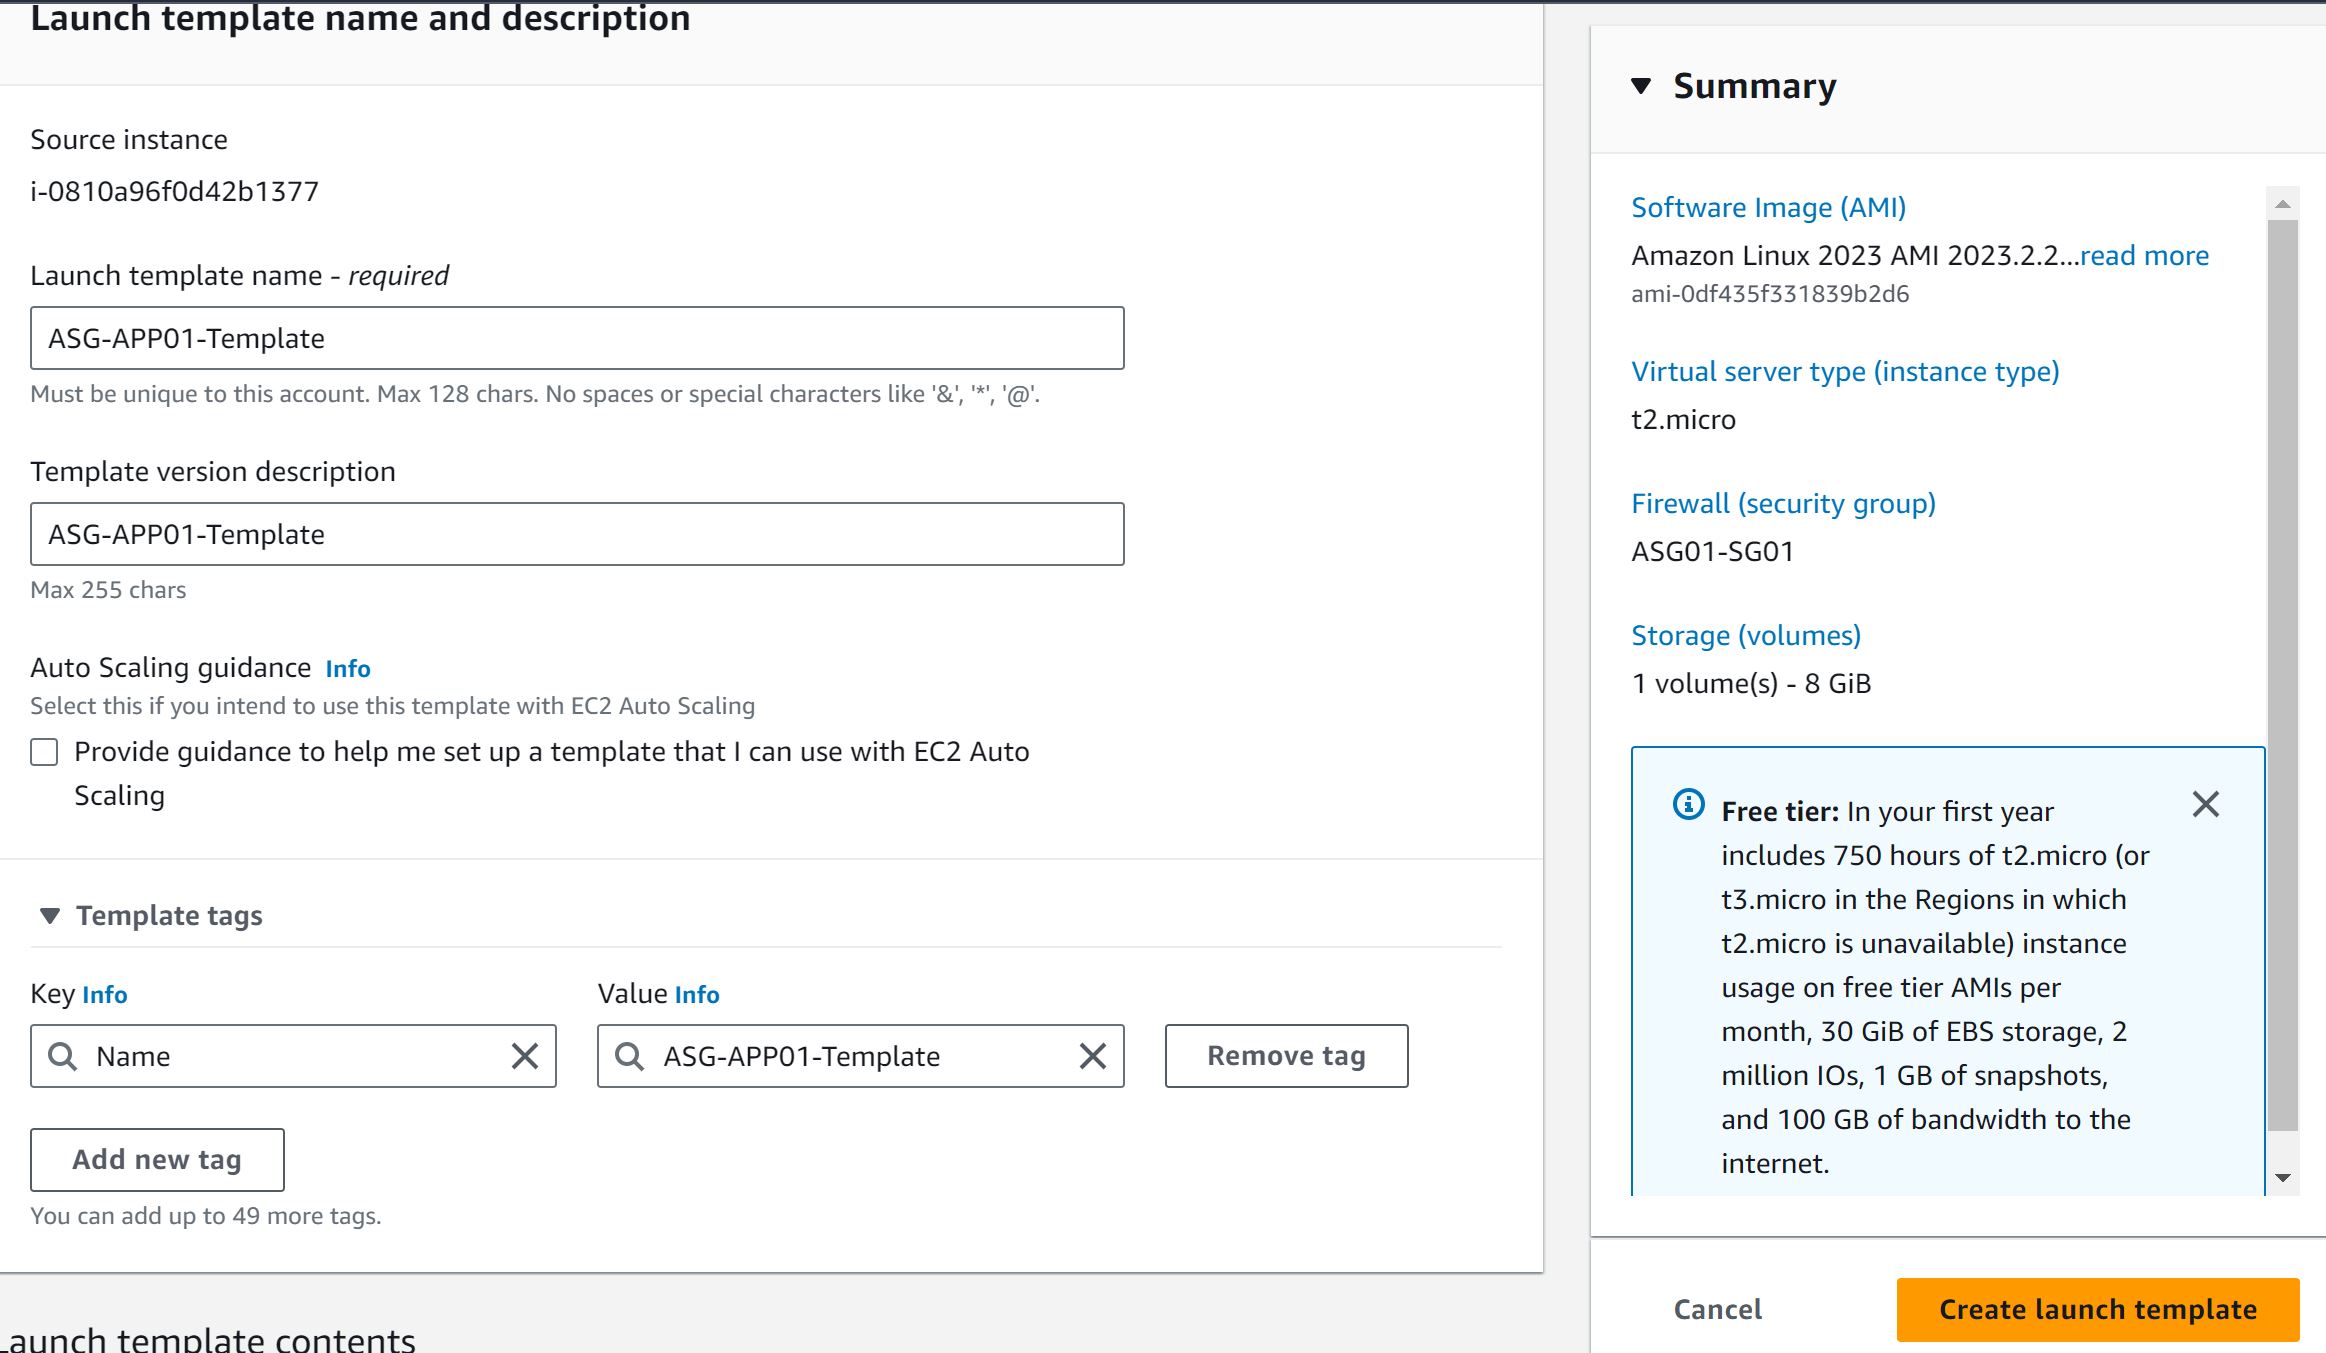 Launch template name and description
Source instance
i-0810a96f0d42b1377
Launch template name - required
ASG-APP01-Template
Must be unique to this account. Max 128 chars. No spaces or special characters like '&', '*', '@'.
Template version description
ASG-APP01-Template
Max 255 chars
Auto Scaling guidance Info
Select this if you intend to use this template with EC2 Auto Scaling
Provide guidance to help me set up a template that I can use with EC2 Auto
Scaling
Template tags
Key Info
Value Info
Name
ASG-APP01-Template
Remove tag
Add new tag
You can add up to 49 more tags.
Launch template contents
Summary
Software Image (AMI)
Amazon Linux 2023 AMI 2023.2.2...read more
ami-0df435f331839b2d6
Virtual server type (instance type)
t2.micro
Firewall (security group)
ASG01-SG01
Storage (volumes)
1 volume(s) - 8 GiB
Free tier: In your first year
includes 750 hours of t2.micro (or
t3.micro in the Regions in which
t2.micro is unavailable) instance
usage on free tier AMIs per
month, 30 GiB of EBS storage, 2
million IOs, 1 GB of snapshots,
and 100 GB of bandwidth to the
internet.
Cancel
Create launch template